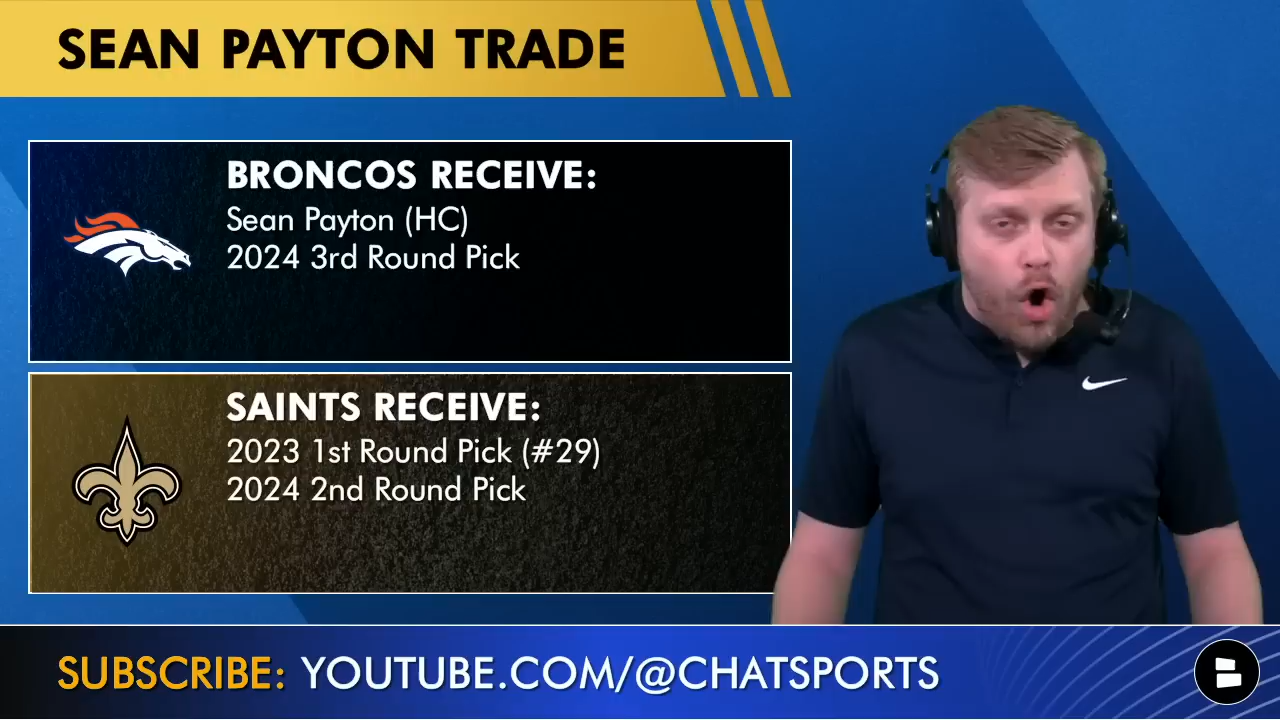 SEAN PAYTON TRADE
BRONCOS RECEIVE:
Sean Payton (HC)
2024 3rd Round Pick
SAINTS RECEIVE:
2023 1st Round Pick (#29)
2024 2nd Round Pick
SUBSCRIBE: YOUTUBE.COM/@CHATSPORTS